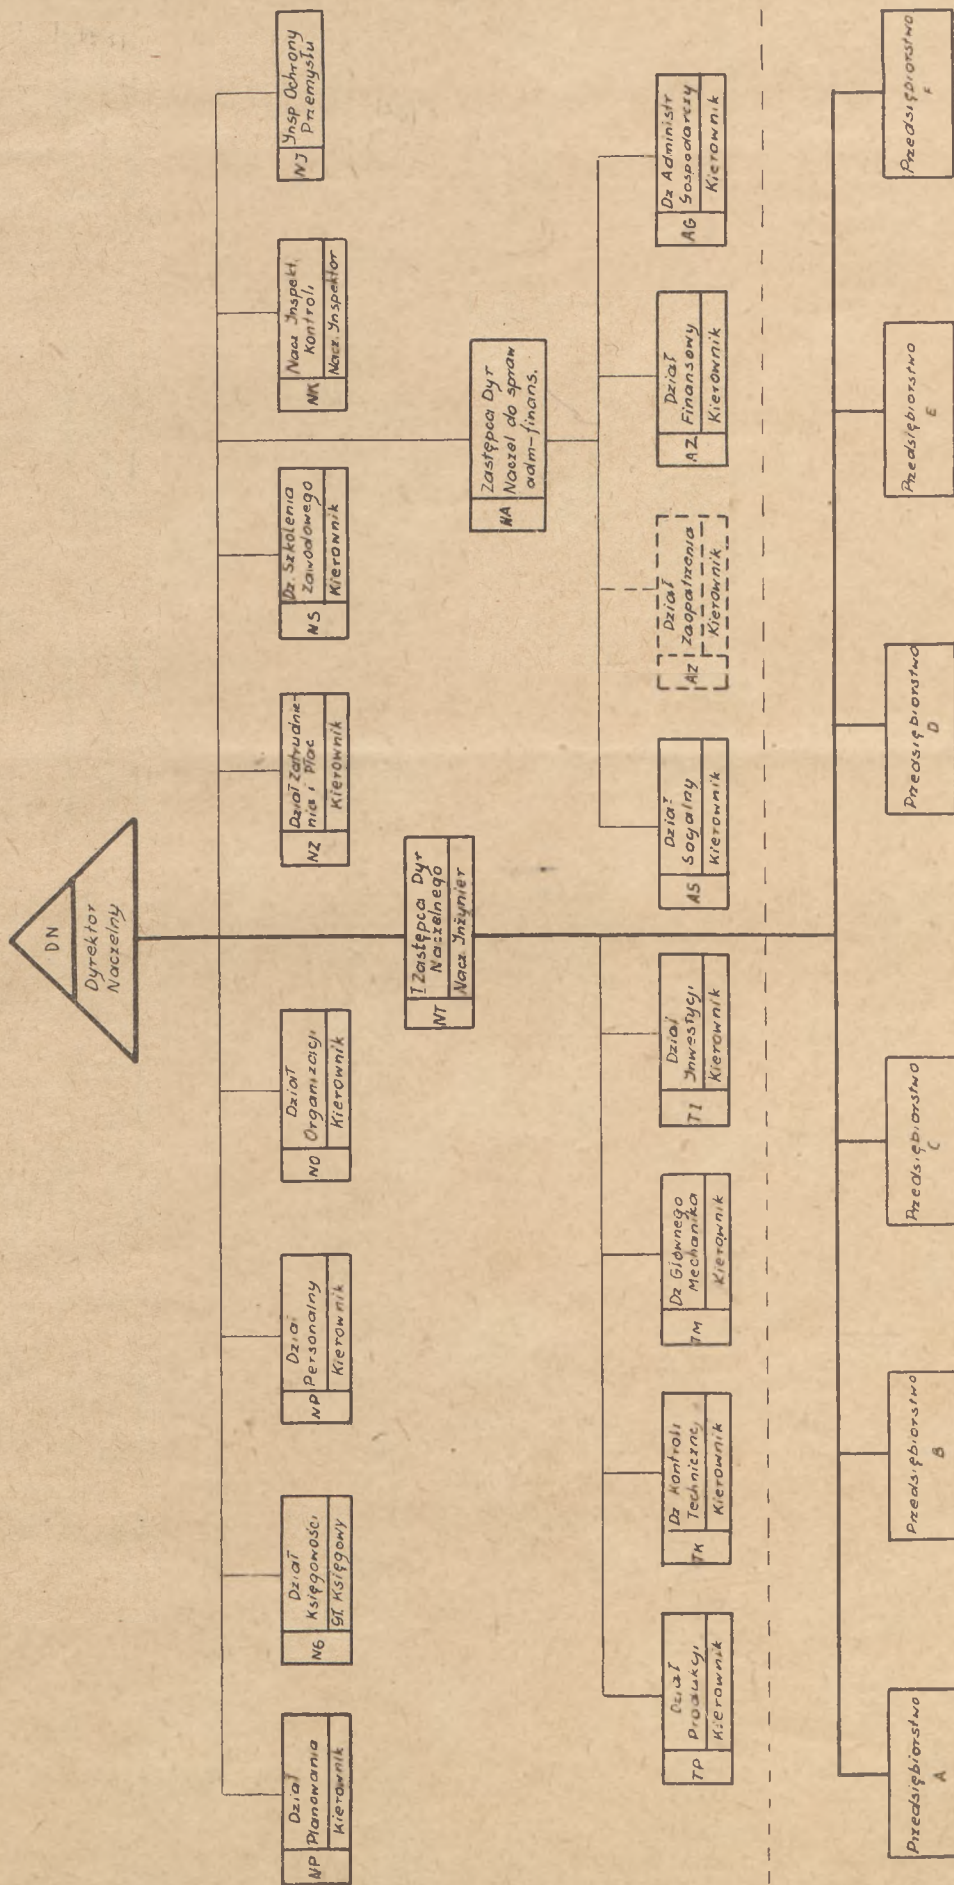 DN
Dyrektor
Naczelny
NP
Dział
Planowania
Kierownik
NG
Dział
Księgowości
Gł. Księgowy
NP
Dział
Personalny
Kierownik
NO
Dział
Organizacji
Kierownik
NZ
Dział Zatrudnie-
nia i Płac
Kierownik
NS
Dz. Szkolenia
Zawodowego
Kierownik
NK
Nacz Inspekt.
Kontroli
Nacz. Inspektor
NJ
Insp Ochrony
Przemysłu
NT
I Zastępca Dyr
Naczelnego
Nacz. Inżynier
NA
Zastępca Dyr
Naczel do spraw
adm-finans.
TP
Dział
Produkcji
Kierownik
TK
Dz Kontroli
Technicznej
Kierownik
TM
Dz Głównego
Mechanika
Kierownik
TI
Dział
Inwestycji
Kierownik
AS
Dział
Socjalny
Kierownik
AZ
Dział
Zaopatrzenia
Kierownik
AZ
Dział
Finansowy
Kierownik
AG
Dz Administr
Gospodarczy
Kierownik
Przedsiębiorstwo
A
Przedsiębiorstwo
B
Przedsiębiorstwo
C
Przedsiębiorstwo
D
Przedsiębiorstwo
E
Przedsiębiorstwo
F